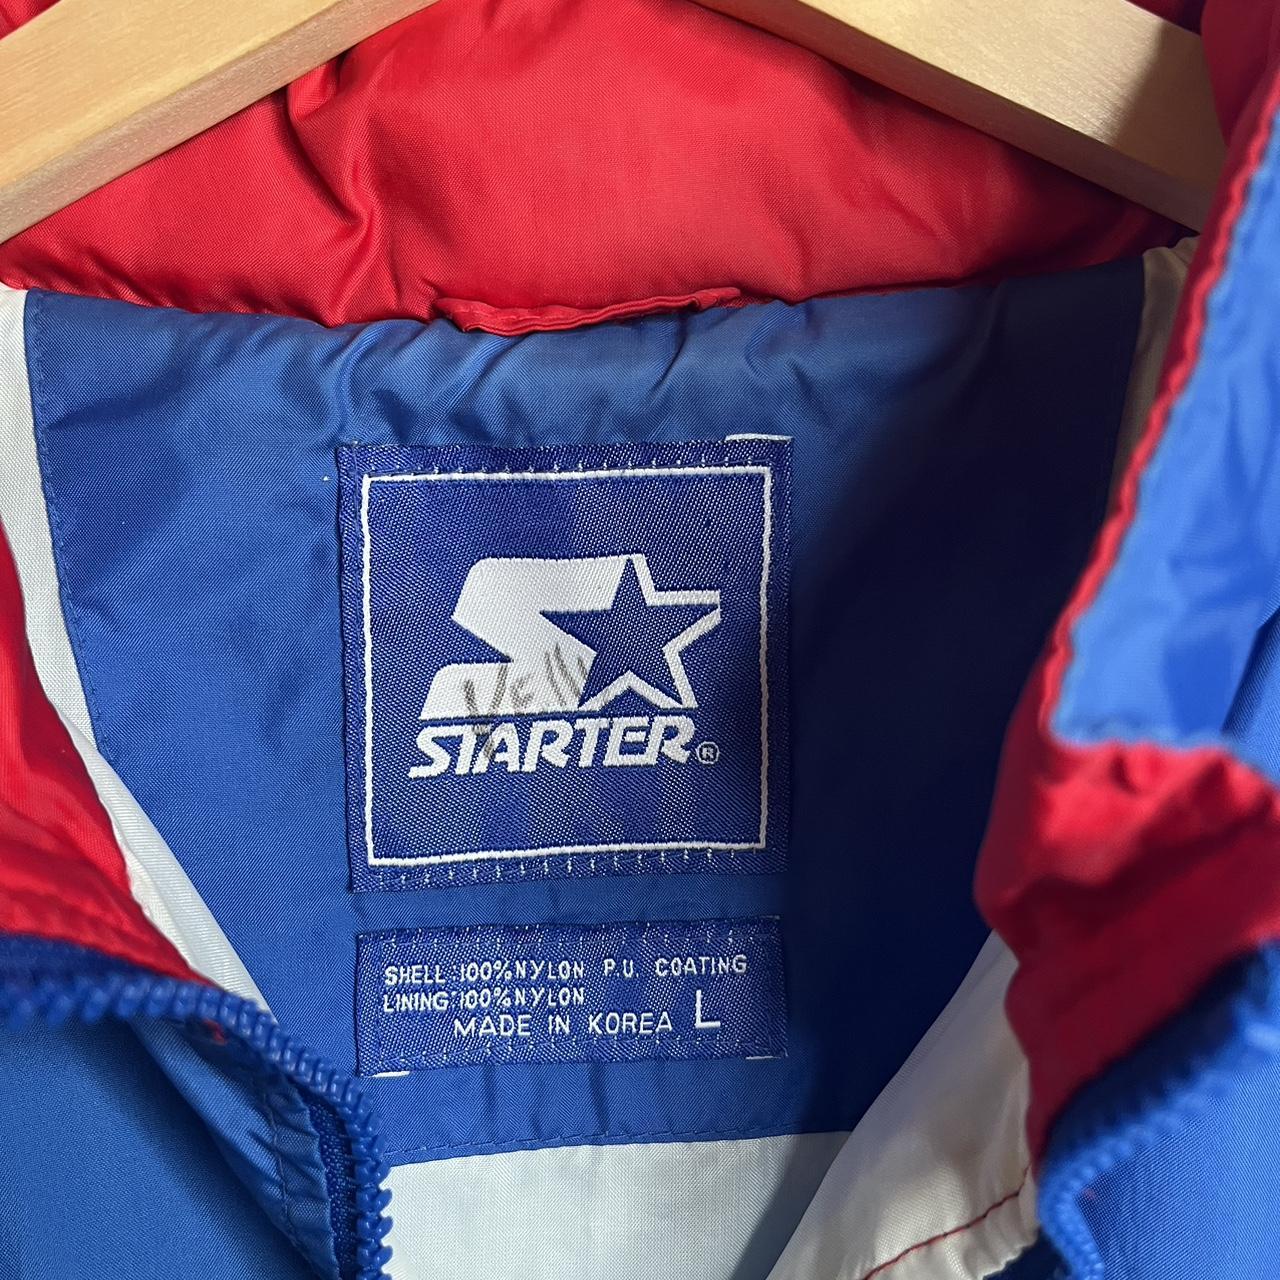 STARTER®
SHELL:100%NYLON P.U. COATING
LINING:100%NYLON
MADE IN KOREA L